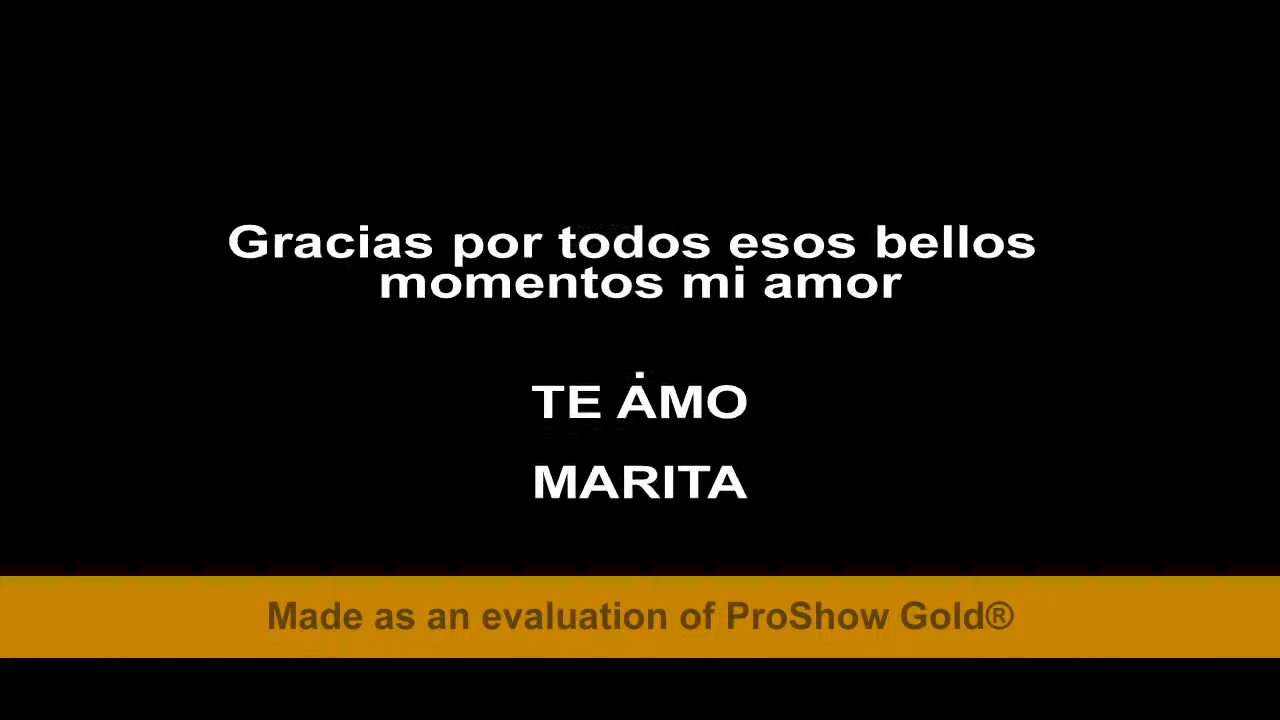 Gracias por todos esos bellos
momentos mi amor
.
TE AMO
MARITA
Made as an evaluation of ProShow Gold®